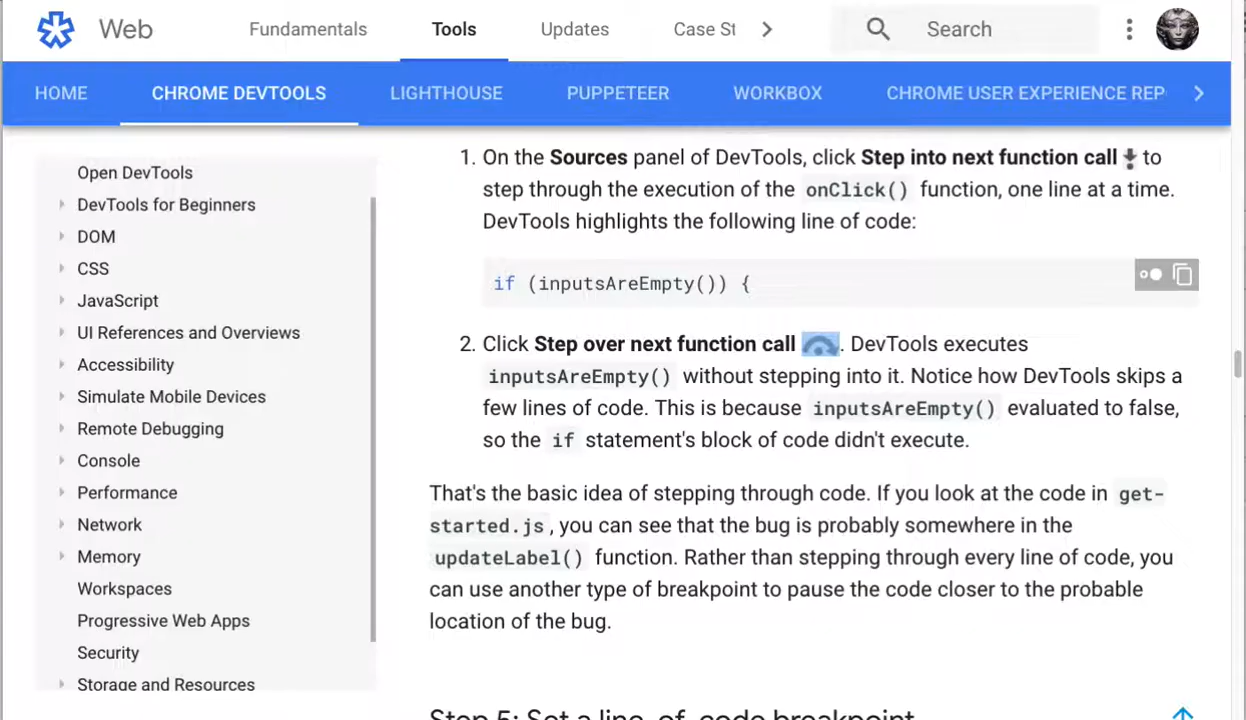 Web
Fundamentals
Tools
Updates
Case St
Search
HOME
CHROME DEVTOOLS
LIGHTHOUSE
PUPPETEER
WORKBOX
CHROME USER EXPERIENCE REP
Open DevTools
DevTools for Beginners
DOM
CSS
JavaScript
UI References and Overviews
Accessibility
Simulate Mobile Devices
Remote Debugging
Console
Performance
Network
Memory
Workspaces
Progressive Web Apps
Security
Storage and Resources
1. On the Sources panel of DevTools, click Step into next function call to
step through the execution of the onClick() function, one line at a time.
DevTools highlights the following line of code:
if (inputsAreEmpty()) {
2. Click Step over next function call . DevTools executes
inputsAreEmpty() without stepping into it. Notice how DevTools skips a
few lines of code. This is because inputsAreEmpty() evaluated to false,
so the if statement's block of code didn't execute.
That's the basic idea of stepping through code. If you look at the code in get-
started.js, you can see that the bug is probably somewhere in the
updateLabel() function. Rather than stepping through every line of code, you
can use another type of breakpoint to pause the code closer to the probable
location of the bug.
Step 5: Set a line-of-code breakpoint